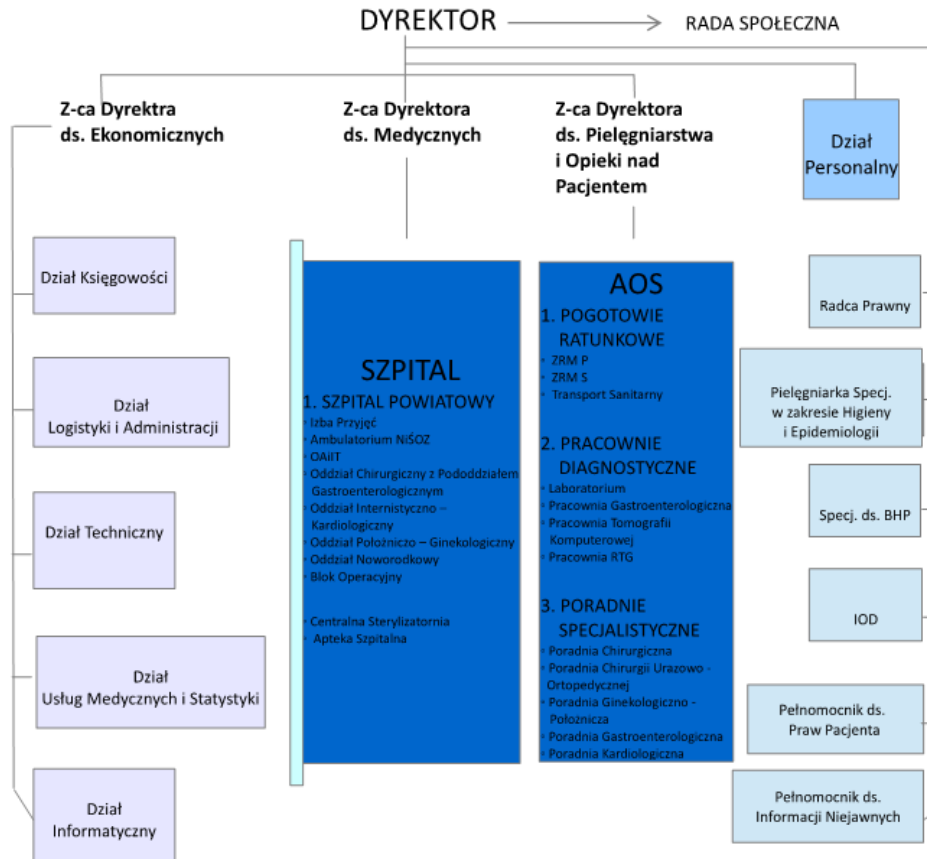 DYREKTOR
RADA SPOŁECZNA
Z-ca Dyrektra
ds. Ekonomicznych
Z-ca Dyrektora
ds. Medycznych
Z-ca Dyrektora
ds. Pielęgniarstwa
i Opieki nad
Pacjentem
Dział
Personalny
Dział Księgowości
Dział
Logistyki i Administracji
Dział Techniczny
Dział
Usług Medycznych i Statystyki
Dział
Informatyczny
SZPITAL
1. SZPITAL POWIATOWY
• Izba Przyjęć
• Ambulatorium NiŚOZ
• OAiIT
• Oddział Chirurgiczny z Pododdziałem
Gastroenterologicznym
• Oddział Internistyczno –
Kardiologiczny
• Oddział Położniczo – Ginekologiczny
• Oddział Noworodkowy
• Blok Operacyjny
• Centralna Sterylizatornia
• Apteka Szpitalna
AOS
1. POGOTOWIE
RATUNKOWE
• ZRM P
• ZRM S
• Transport Sanitarny
2. PRACOWNIE
DIAGNOSTYCZNE
• Laboratorium
• Pracownia Gastroenterologiczna
• Pracownia Tomografii
Komputerowej
• Pracownia RTG
3. PORADNIE
SPECJALISTYCZNE
• Poradnia Chirurgiczna
• Poradnia Chirurgii Urazowo -
Ortopedycznej
• Poradnia Ginekologiczno -
Położnicza
• Poradnia Gastroenterologiczna
• Poradnia Kardiologiczna
Radca Prawny
Pielęgniarka Specj.
w zakresie Higieny
i Epidemiologii
Specj. ds. BHP
IOD
Pełnomocnik ds.
Praw Pacjenta
Pełnomocnik ds.
Informacji Niejawnych